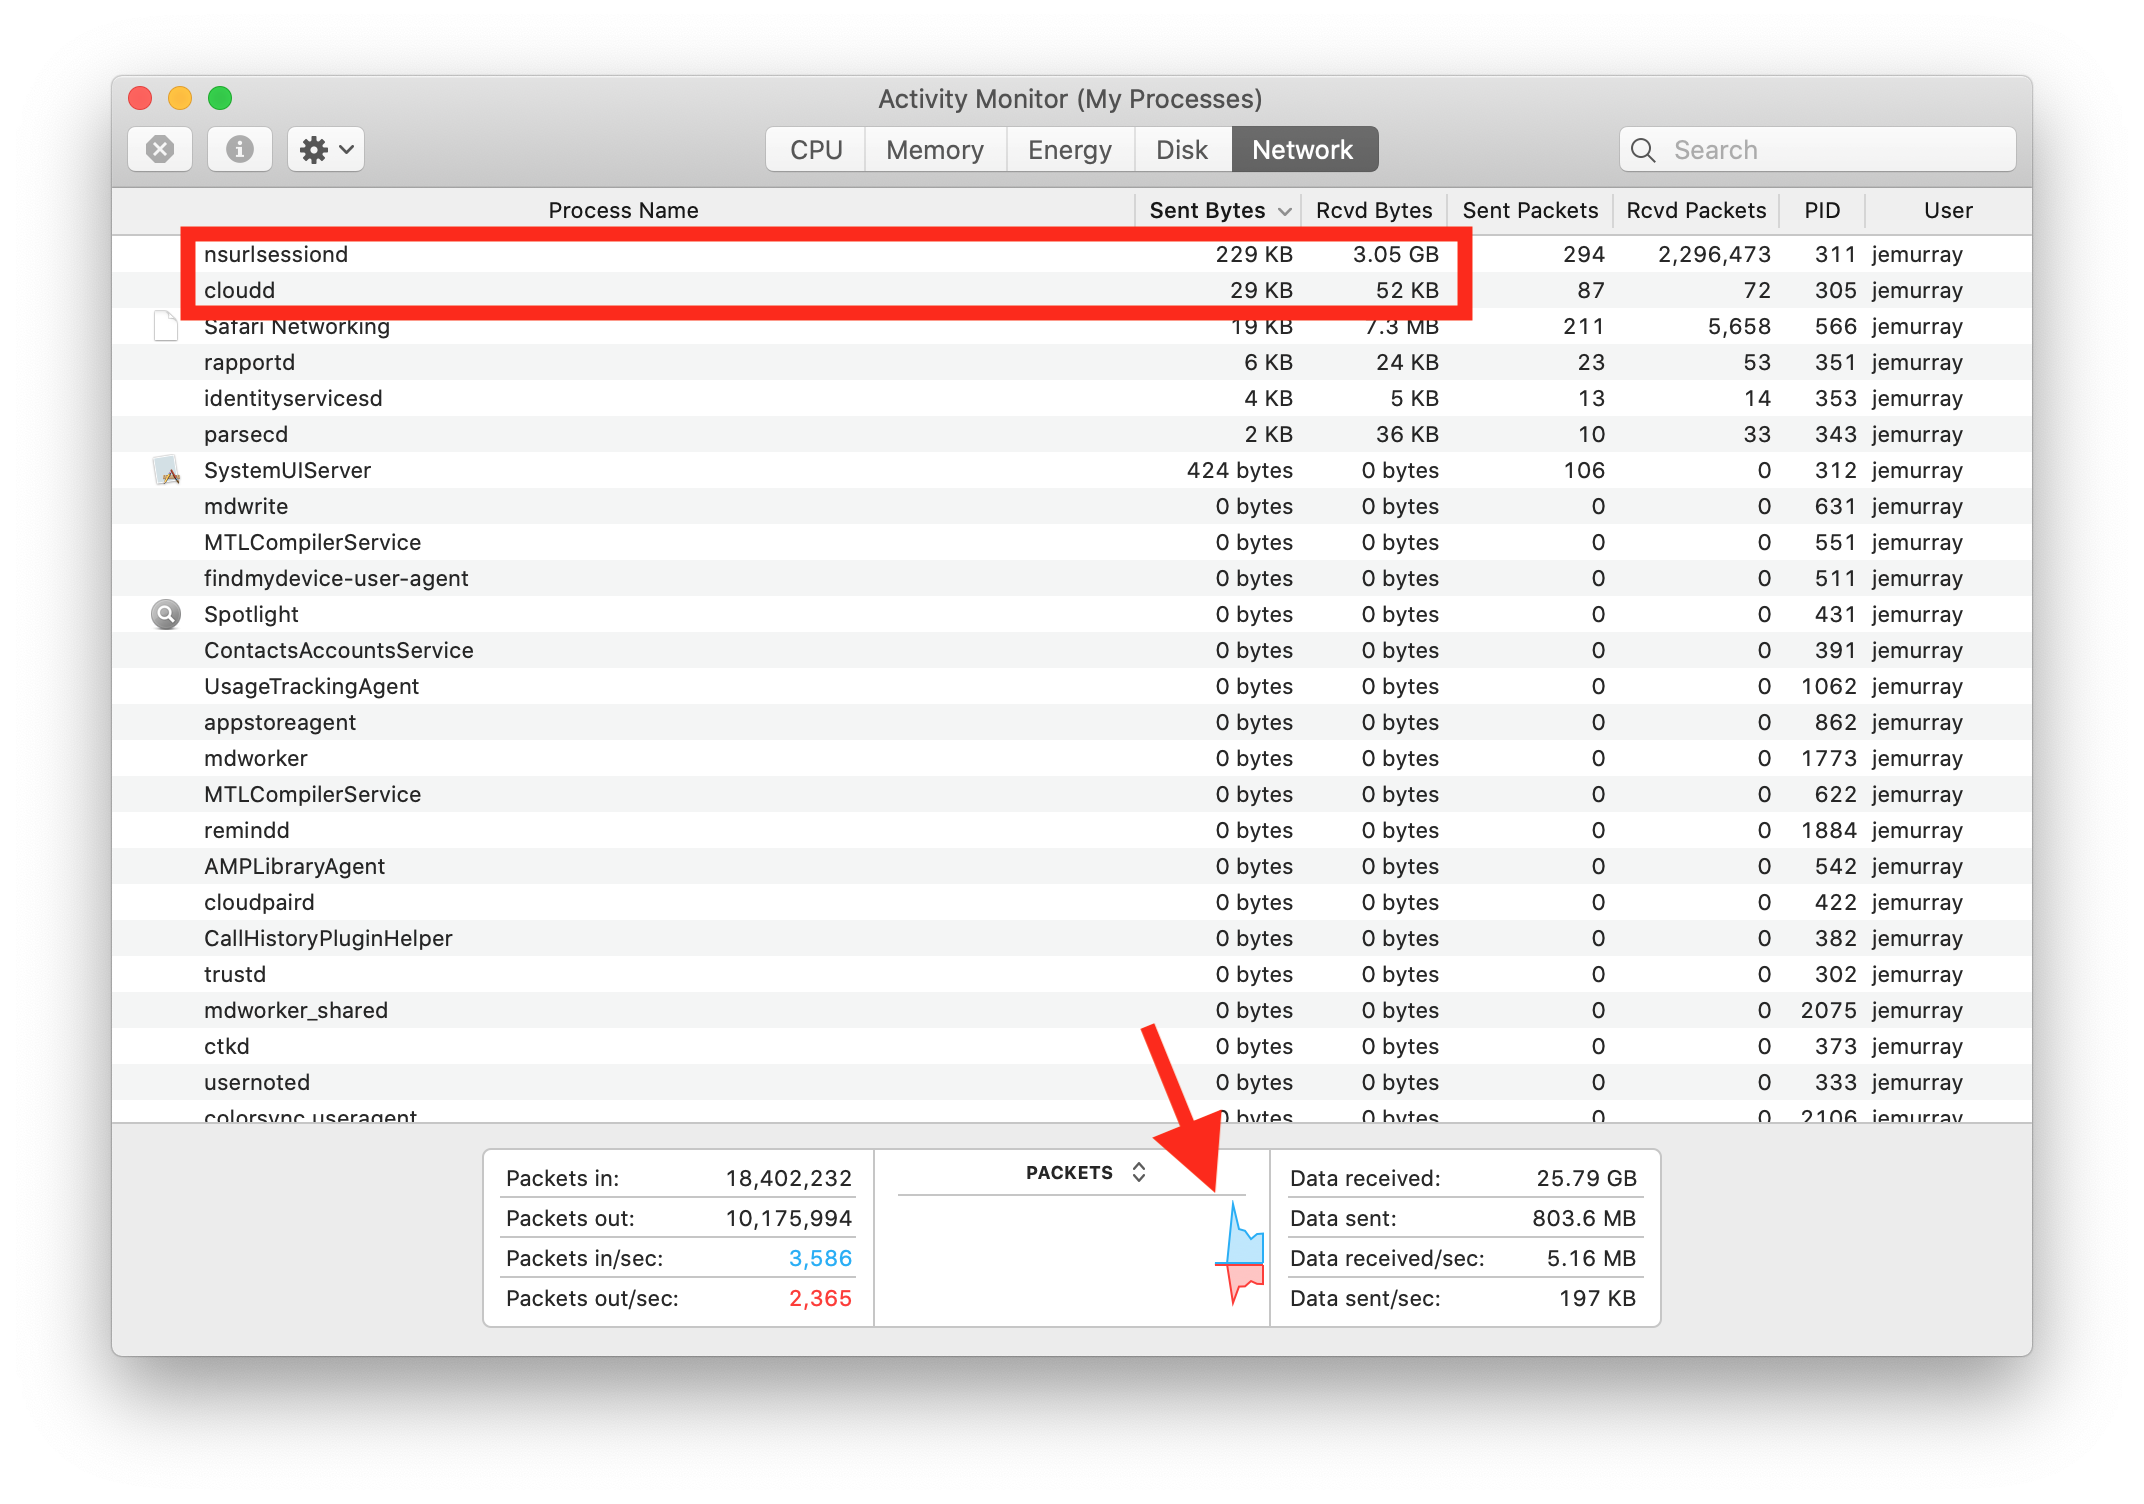 Activity Monitor (My Processes)
CPU Memory Energy Disk Network Search
Process Name Sent Bytes Rcvd Bytes Sent Packets Rcvd Packets PID User
nsurlsessiond 229 KB 3.05 GB 294 2,296,473 311 jemurray
cloudd 29 KB 52 KB 87 72 305 jemurray
Safari Networking 19 KB 7.3 MB 211 5,658 566 jemurray
rapportd 6 KB 24 KB 23 53 351 jemurray
identityservicesd 4 KB 5 KB 13 14 353 jemurray
parsecd 2 KB 36 KB 10 33 343 jemurray
SystemUIServer 424 bytes 0 bytes 106 0 312 jemurray
mdwrite 0 bytes 0 bytes 0 0 631 jemurray
MTLCompilerService 0 bytes 0 bytes 0 0 551 jemurray
findmydevice-user-agent 0 bytes 0 bytes 0 0 511 jemurray
Spotlight 0 bytes 0 bytes 0 0 431 jemurray
ContactsAccountsService 0 bytes 0 bytes 0 0 391 jemurray
UsageTrackingAgent 0 bytes 0 bytes 0 0 1062 jemurray
appstoreagent 0 bytes 0 bytes 0 0 862 jemurray
mdworker 0 bytes 0 bytes 0 0 1773 jemurray
MTLCompilerService 0 bytes 0 bytes 0 0 622 jemurray
remindd 0 bytes 0 bytes 0 0 1884 jemurray
AMPLibraryAgent 0 bytes 0 bytes 0 0 542 jemurray
cloudpaird 0 bytes 0 bytes 0 0 422 jemurray
CallHistoryPluginHelper 0 bytes 0 bytes 0 0 382 jemurray
trustd 0 bytes 0 bytes 0 0 302 jemurray
mdworker_shared 0 bytes 0 bytes 0 0 2075 jemurray
ctkd 0 bytes 0 bytes 0 0 373 jemurray
usernoted 0 bytes 0 bytes 0 0 333 jemurray
colorsync.useragent 0 bytes 0 bytes 0 0 2106 jemurray
Packets in: 18,402,232 PACKETS Data received: 25.79 GB
Packets out: 10,175,994 Data sent: 803.6 MB
Packets in/sec: 3,586 Data received/sec: 5.16 MB
Packets out/sec: 2,365 Data sent/sec: 197 KB